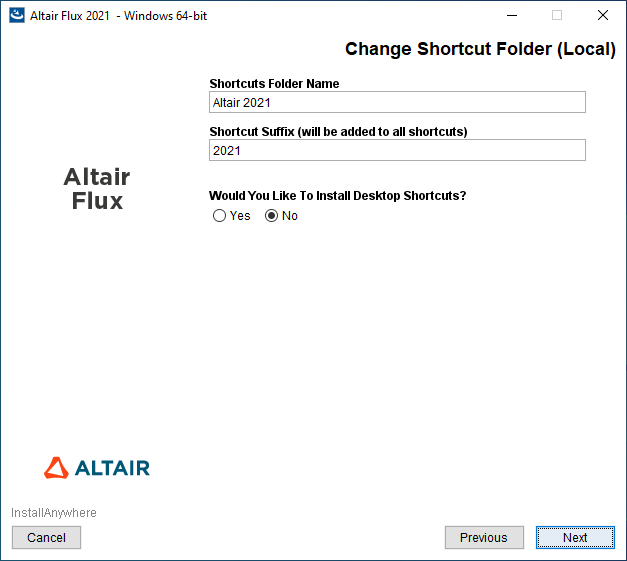 Altair Flux 2021 - Windows 64-bit
Change Shortcut Folder (Local)
Shortcuts Folder Name
Altair 2021
Shortcut Suffix (will be added to all shortcuts)
2021
Altair
Flux
Would You Like To Install Desktop Shortcuts?
Yes No
ALTAIR
InstallAnywhere
Cancel Previous Next